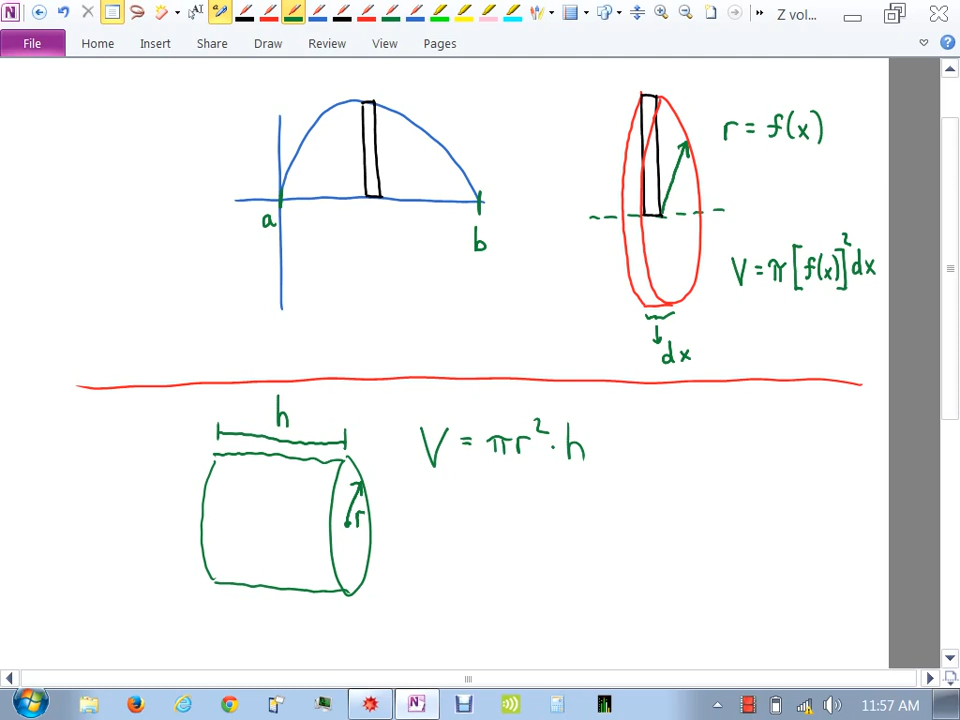 Z vol...
File Home Insert Share Draw Review View Pages
r = f(x)
a
b
V = π[f(x)]²dx
dx
h
V = πr²·h
r
11:57 AM